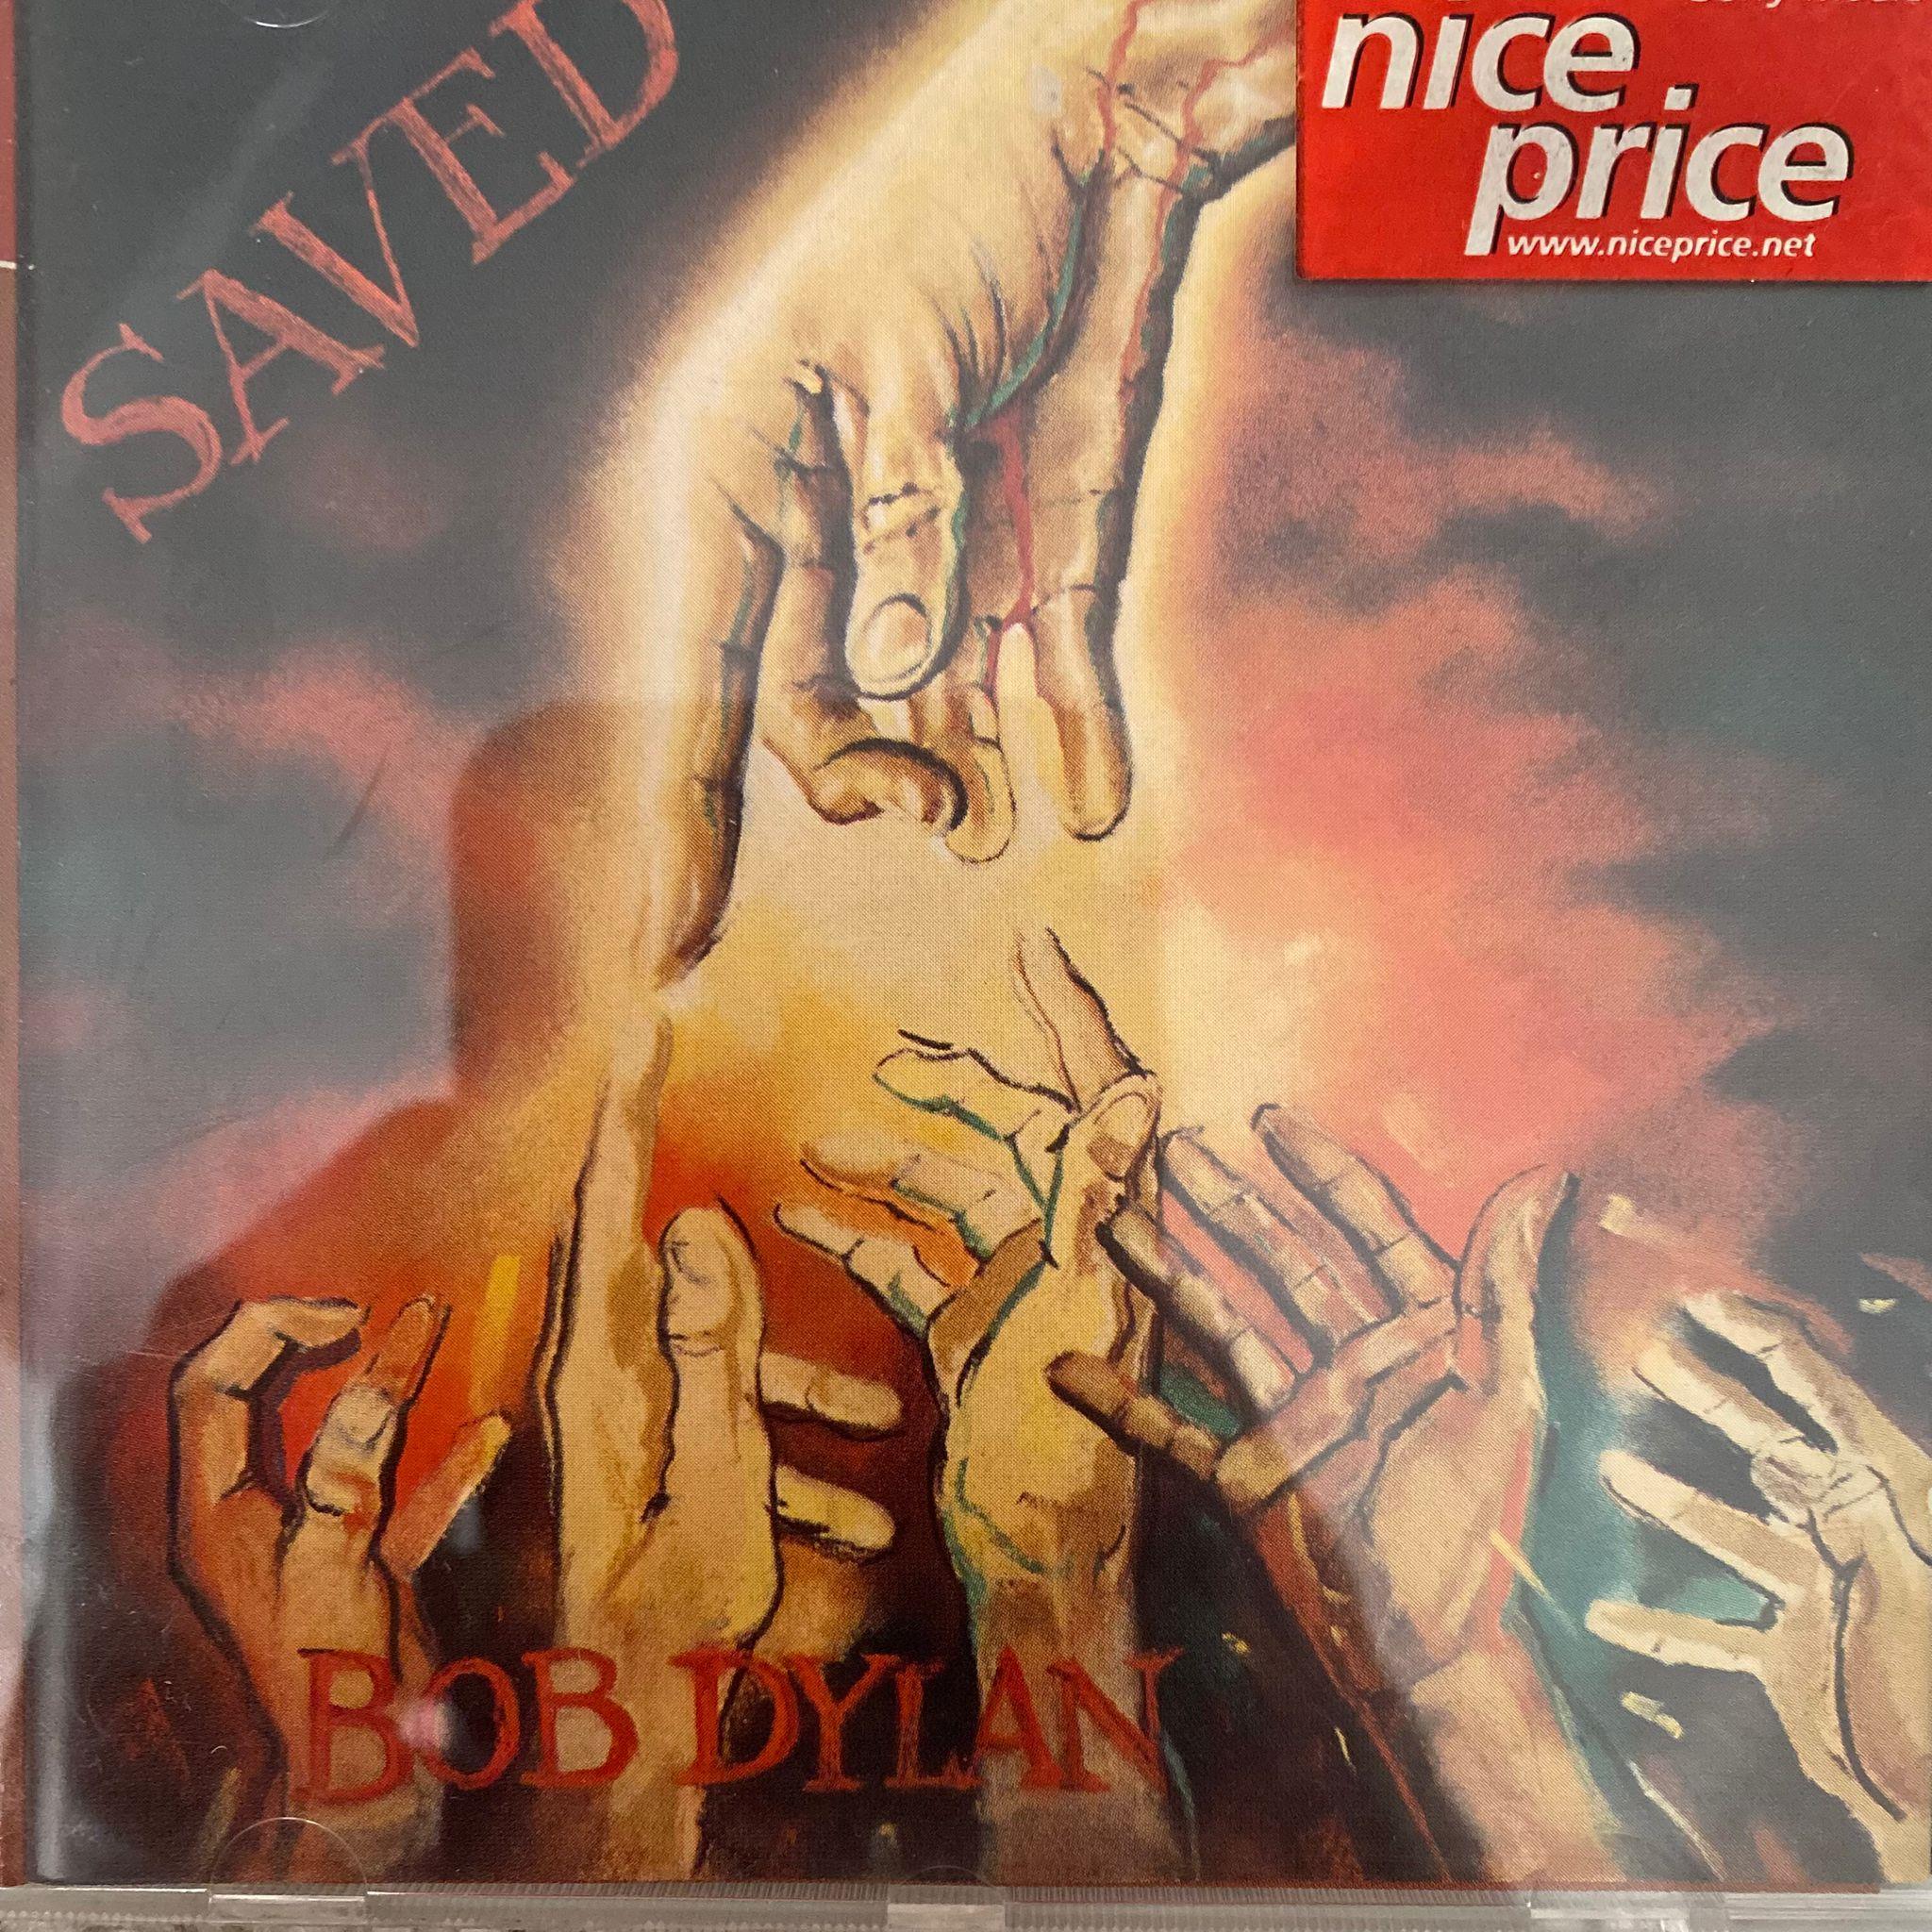 SAVED
nice
price
www.niceprice.net
BOB DYLAN